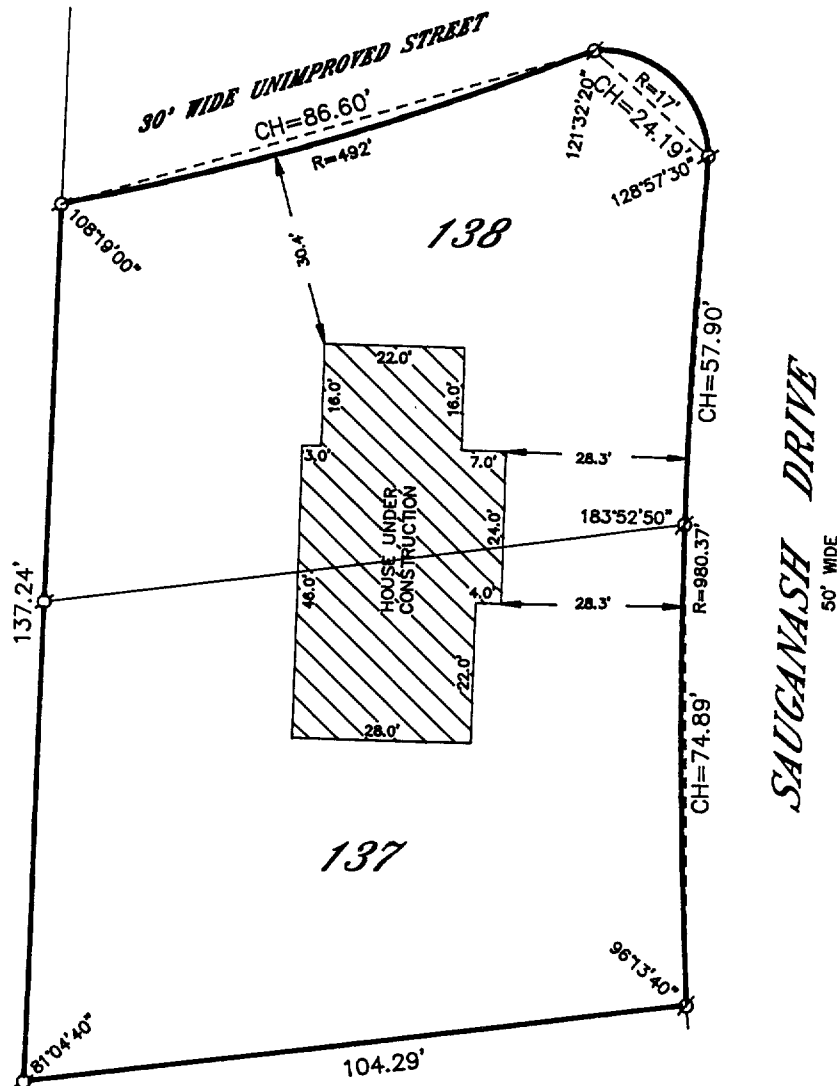 30' WIDE UNIMPROVED STREET
CH=86.60'
R=492'
R=17'
CH=24.19'
121°32'20"
128°57'30"
108°19'00"
30.4'
138
CH=57.90'
22.0'
16.0'
16.0'
3.0'
7.0'
28.3'
HOUSE UNDER
CONSTRUCTION
24.0'
183°52'50"
R=980.37'
SAUGANASH DRIVE
50' WIDE
137.24'
46.0'
4.0'
28.3'
22.0'
28.0'
CH=74.89'
137
96°13'40"
81°04'40"
104.29'